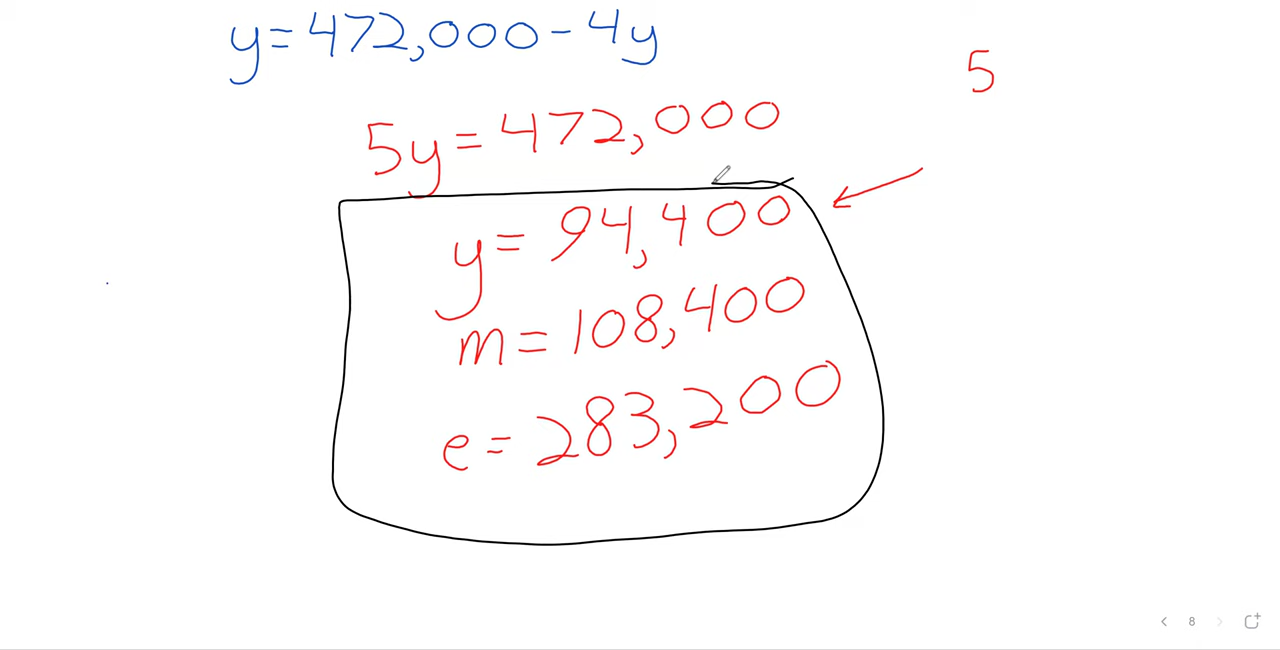 y=472,000-4y
5
5y=472,000
y=94,400
m=108,400
e=283,200
8